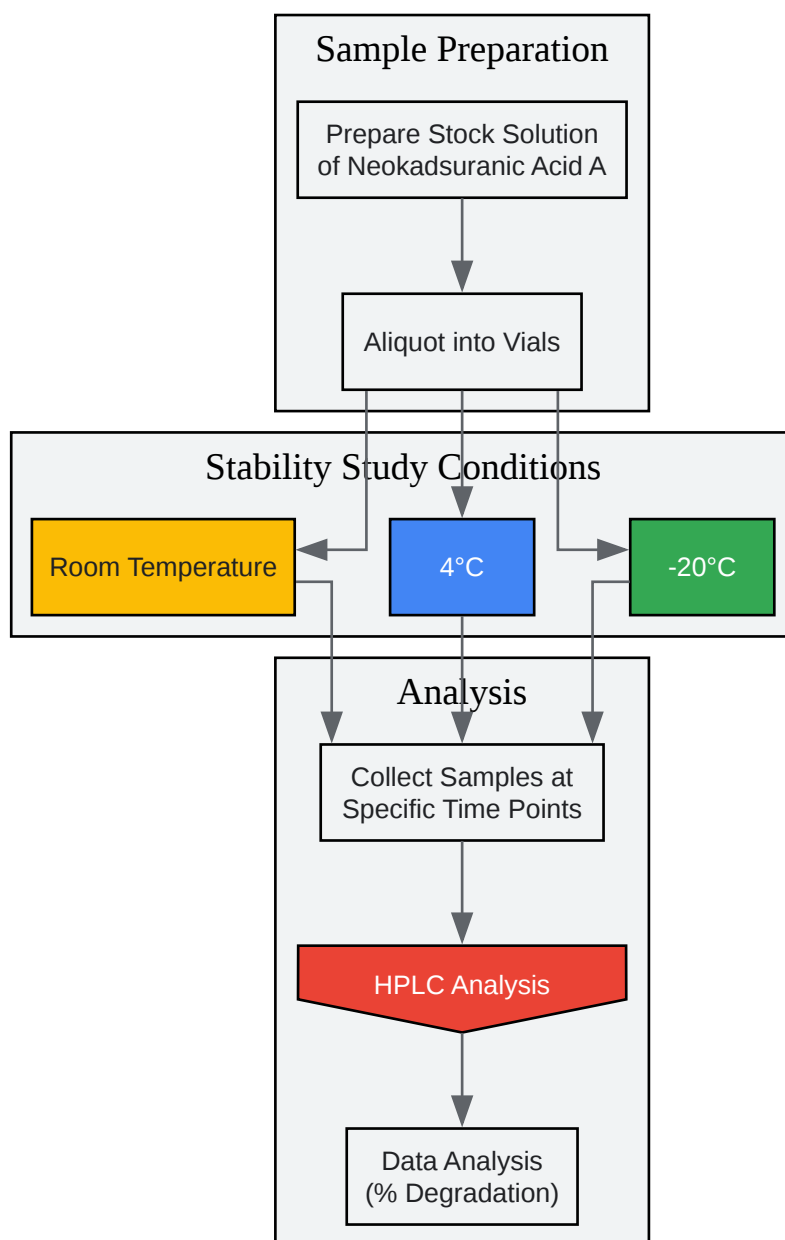 Sample Preparation
Prepare Stock Solution
of Neokadsuranic Acid A
Aliquot into Vials
Stability Study Conditions
Room Temperature
4°C
-20°C
Analysis
Collect Samples at
Specific Time Points
HPLC Analysis
Data Analysis
(% Degradation)